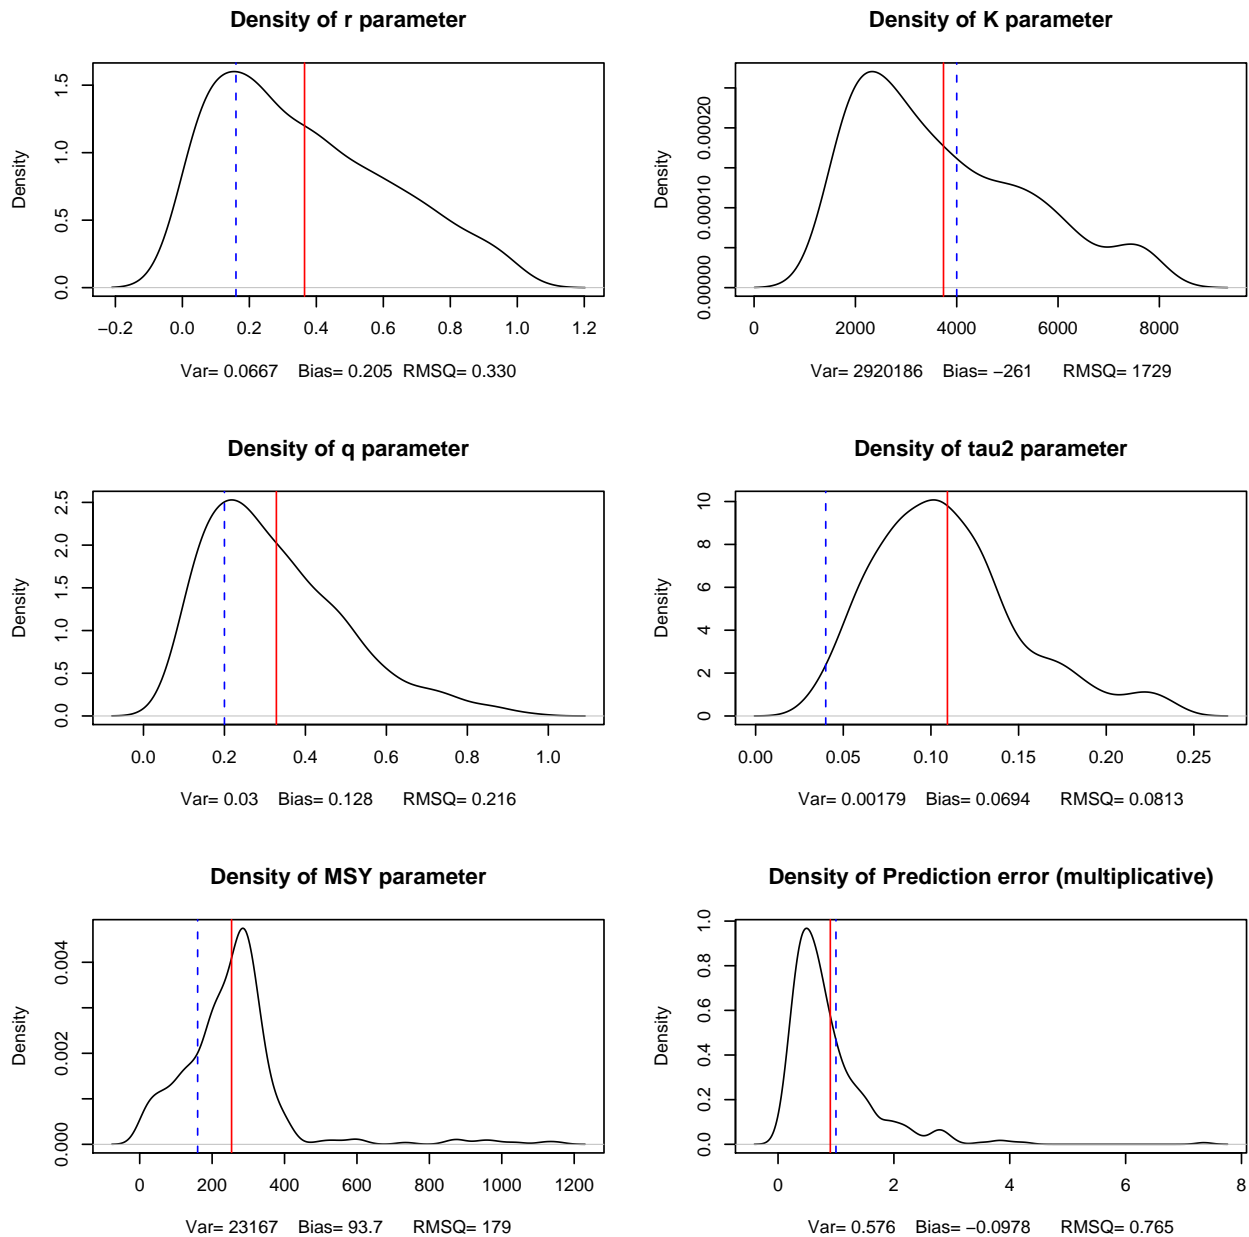 Density of r parameter
Density
0.0 0.5 1.0 1.5
−0.2 0.0 0.2 0.4 0.6 0.8 1.0 1.2
Var= 0.0667 Bias= 0.205 RMSQ= 0.330
Density of K parameter
Density
0.00000 0.00010 0.00020
0 2000 4000 6000 8000
Var= 2920186 Bias= −261 RMSQ= 1729
Density of q parameter
Density
0.0 0.5 1.0 1.5 2.0 2.5
0.0 0.2 0.4 0.6 0.8 1.0
Var= 0.03 Bias= 0.128 RMSQ= 0.216
Density of tau2 parameter
Density
0 2 4 6 8 10
0.00 0.05 0.10 0.15 0.20 0.25
Var= 0.00179 Bias= 0.0694 RMSQ= 0.0813
Density of MSY parameter
Density
0.000 0.002 0.004
0 200 400 600 800 1000 1200
Var= 23167 Bias= 93.7 RMSQ= 179
Density of Prediction error (multiplicative)
Density
0.0 0.2 0.4 0.6 0.8 1.0
0 2 4 6 8
Var= 0.576 Bias= −0.0978 RMSQ= 0.765